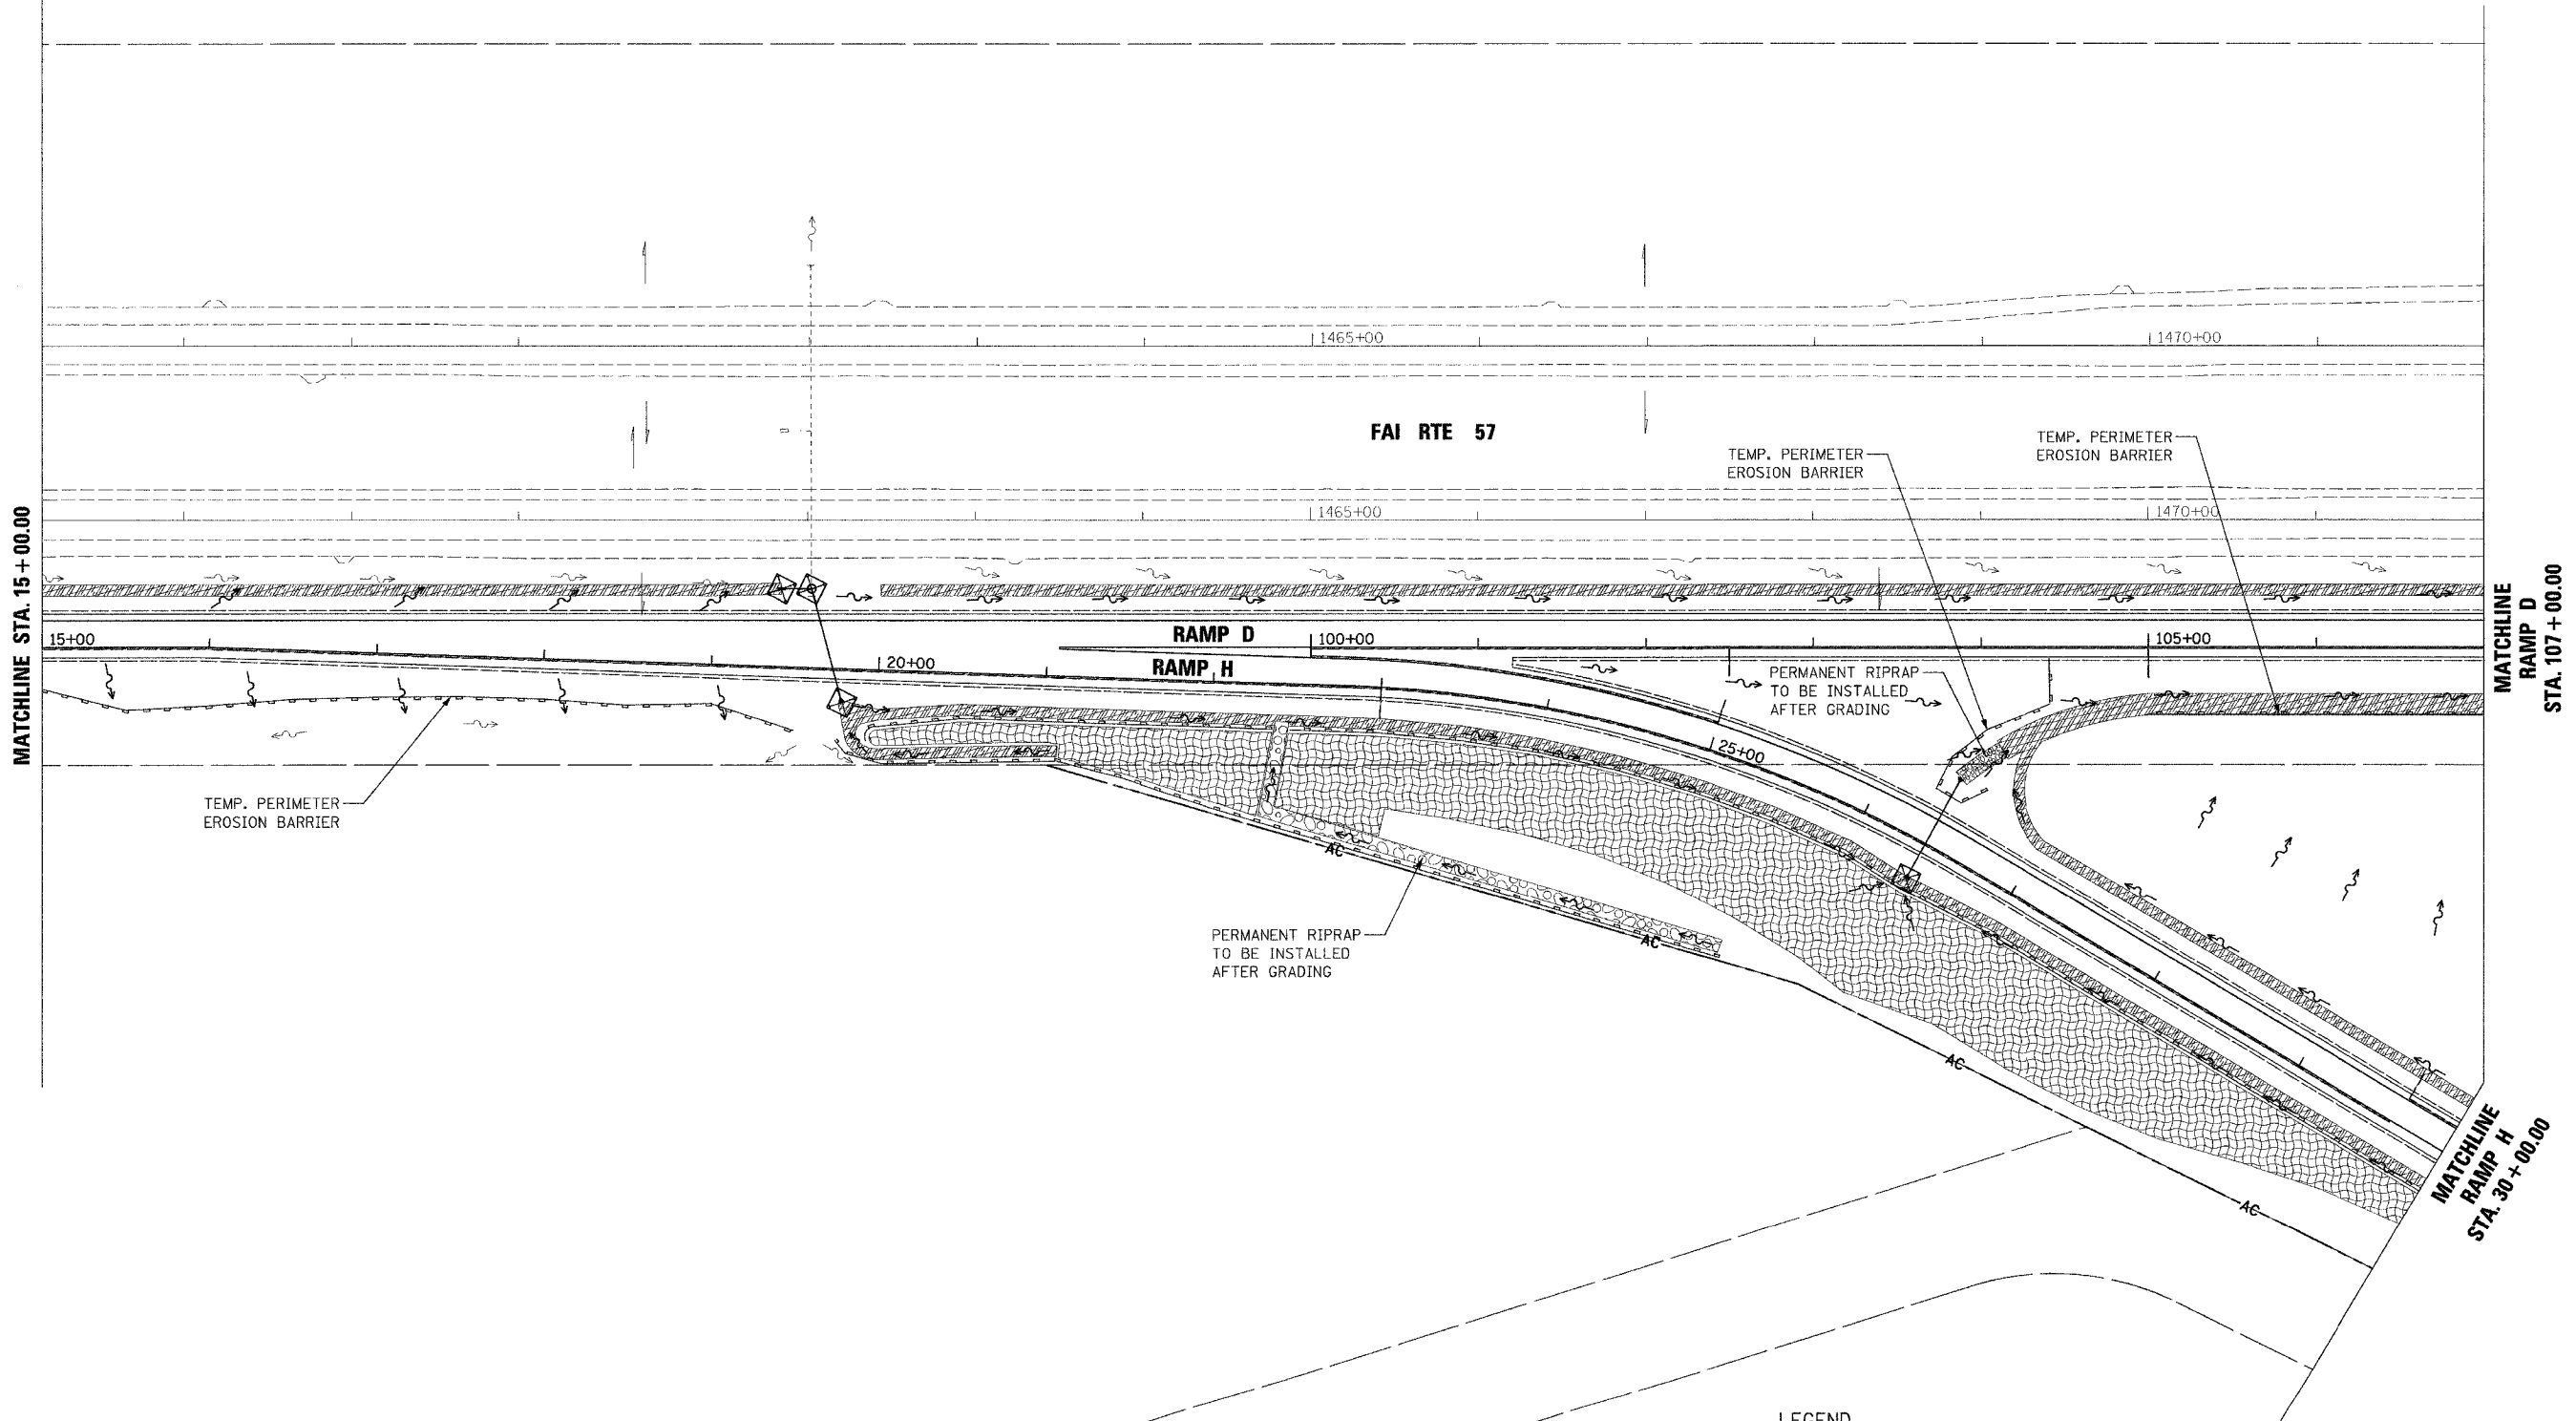 1465+00
1470+00
FAI RTE 57
TEMP. PERIMETER
EROSION BARRIER
TEMP. PERIMETER
EROSION BARRIER
1465+00
1470+00
MATCHLINE STA. 15+00.00
15+00
RAMP D
100+00
105+00
20+00
RAMP H
PERMANENT RIPRAP
TO BE INSTALLED
AFTER GRADING
MATCHLINE
RAMP D
STA. 107+00.00
25+00
TEMP. PERIMETER
EROSION BARRIER
AC
PERMANENT RIPRAP
TO BE INSTALLED
AFTER GRADING
AC
AC
MATCHLINE
RAMP H
STA. 30+00.00
AC
LEGEND